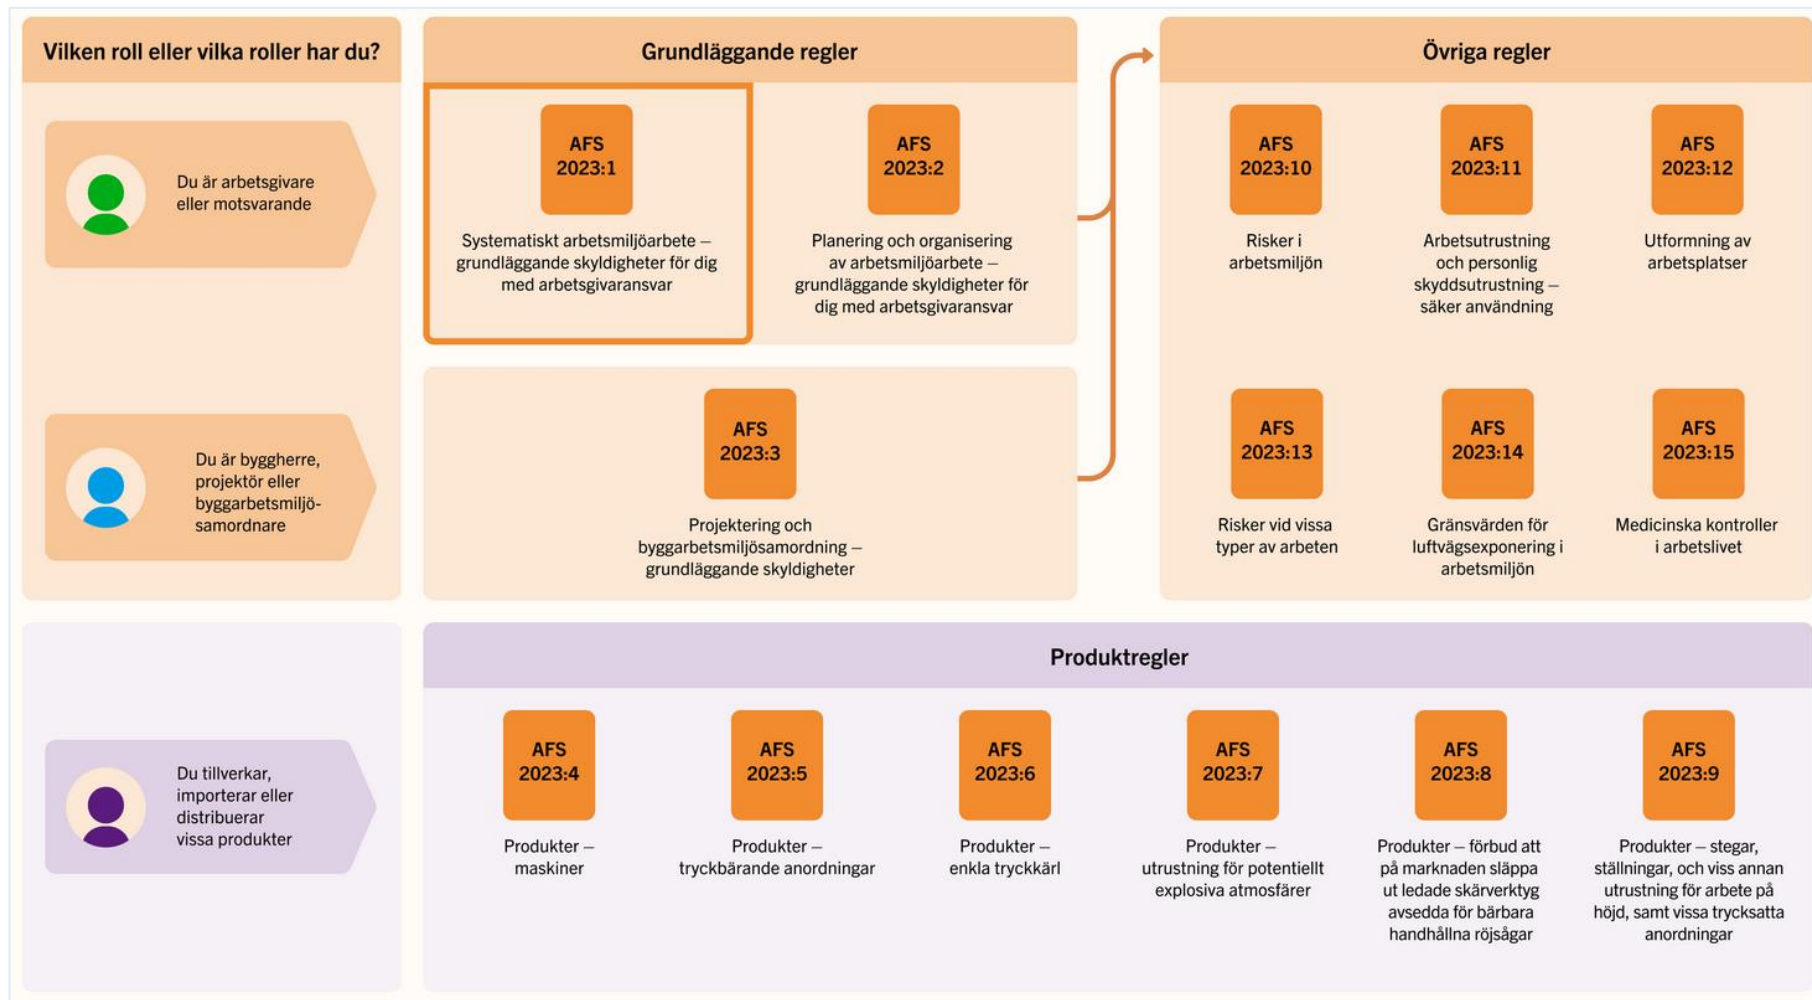 Vilken roll eller vilka roller har du?
Du är arbetsgivare
eller motsvarande
Du är byggherre,
projektör eller
byggarbetsmiljö-
samordnare
Grundläggande regler
AFS
2023:1
Systematiskt arbetsmiljöarbete –
grundläggande skyldigheter för dig
med arbetsgivaransvar
AFS
2023:2
Planering och organisering
av arbetsmiljöarbete –
grundläggande skyldigheter för
dig med arbetsgivaransvar
AFS
2023:3
Projektering och
byggarbetsmiljösamordning –
grundläggande skyldigheter
Övriga regler
AFS
2023:10
Risker i
arbetsmiljön
AFS
2023:11
Arbetsutrustning
och personlig
skyddsutrustning –
säker användning
AFS
2023:12
Utformning av
arbetsplatser
AFS
2023:13
Risker vid vissa
typer av arbeten
AFS
2023:14
Gränsvärden för
luftvägsexponering i
arbetsmiljön
AFS
2023:15
Medicinska kontroller
i arbetslivet
Du tillverkar,
importerar eller
distribuerar
vissa produkter
Produktregler
AFS
2023:4
Produkter –
maskiner
AFS
2023:5
Produkter –
tryckbärande anordningar
AFS
2023:6
Produkter –
enkla tryckkärl
AFS
2023:7
Produkter –
utrustning för potentiellt
explosiva atmosfärer
AFS
2023:8
Produkter – förbud att
på marknaden släppa
ut ledade skärverktyg
avsedda för bärbara
handhållna röjsågar
AFS
2023:9
Produkter – stegar,
ställningar, och viss annan
utrustning för arbete på
höjd, samt vissa trycksatta
anordningar